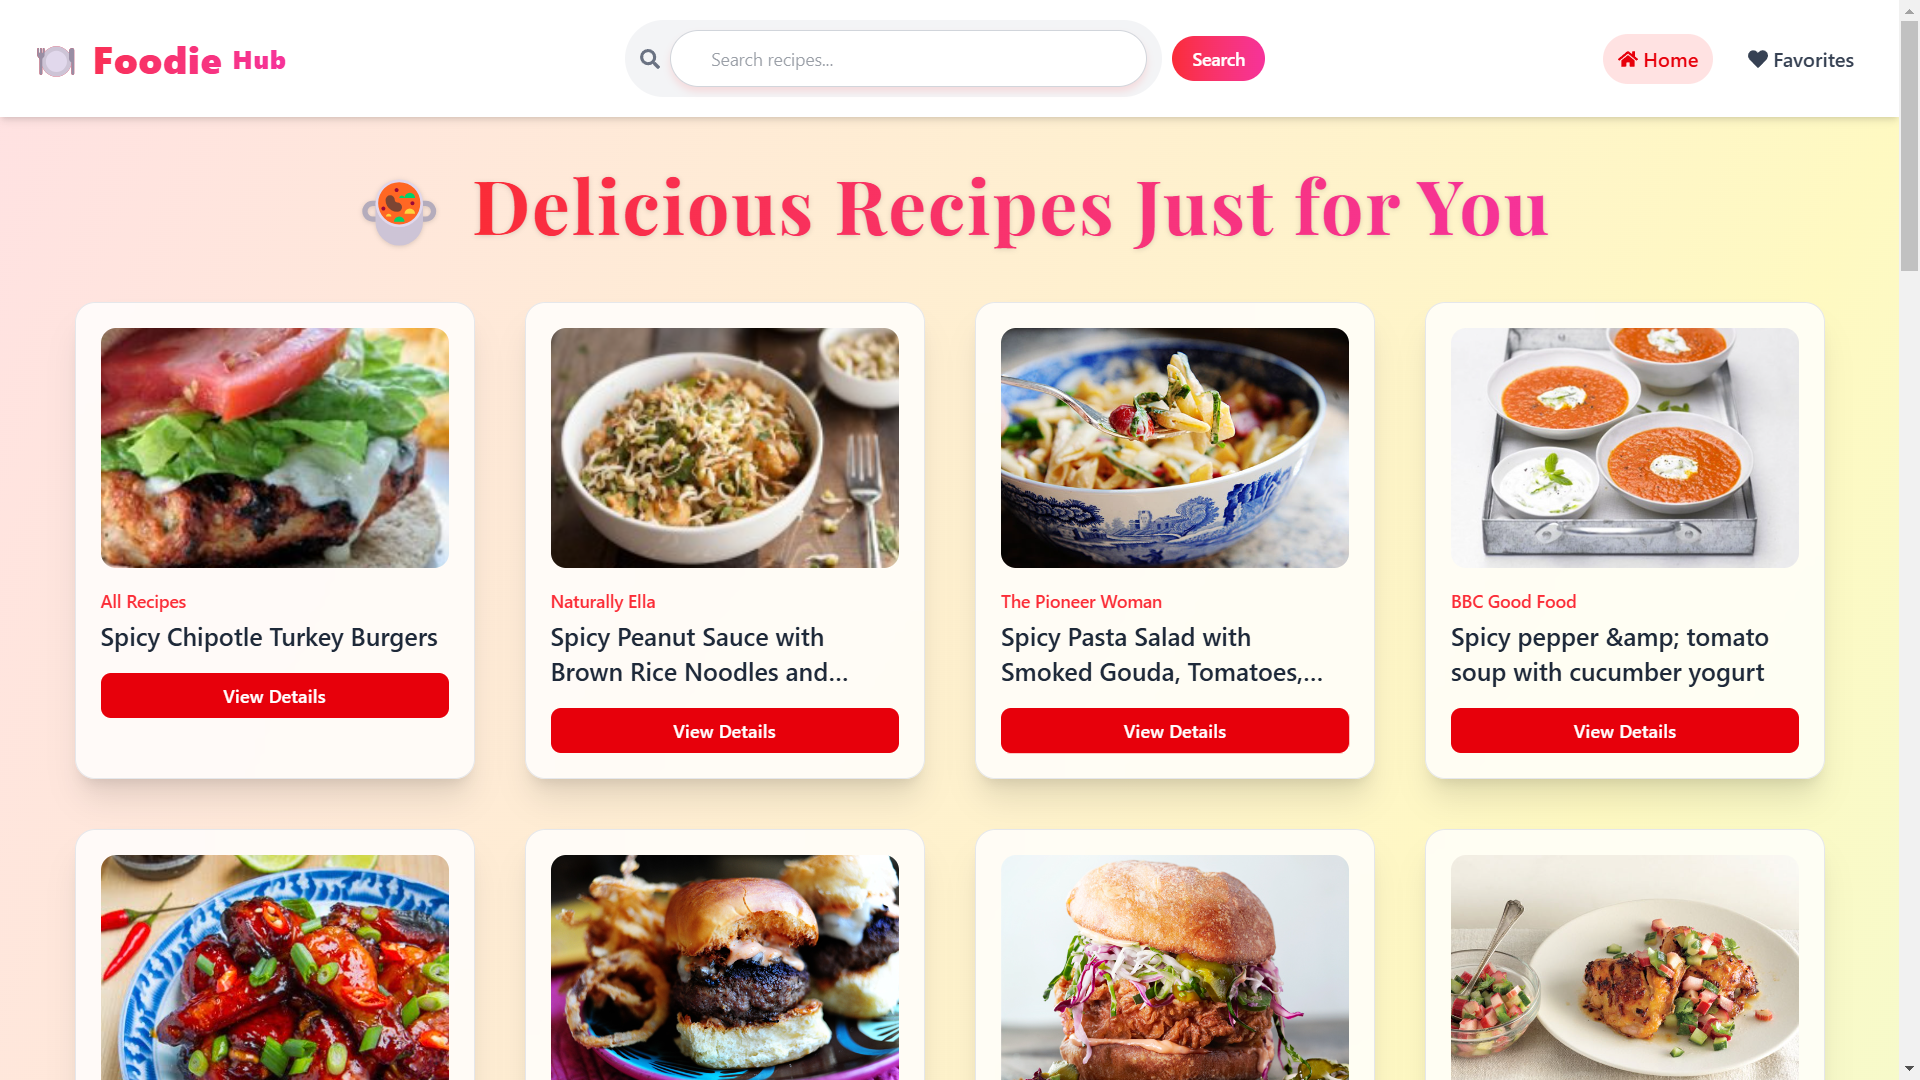 Foodie Hub
Search recipes...
Search
Home
Favorites
Delicious Recipes Just for You
All Recipes
Spicy Chipotle Turkey Burgers
View Details
Naturally Ella
Spicy Peanut Sauce with
Brown Rice Noodles and...
View Details
The Pioneer Woman
Spicy Pasta Salad with
Smoked Gouda, Tomatoes,...
View Details
BBC Good Food
Spicy pepper &amp; tomato
soup with cucumber yogurt
View Details